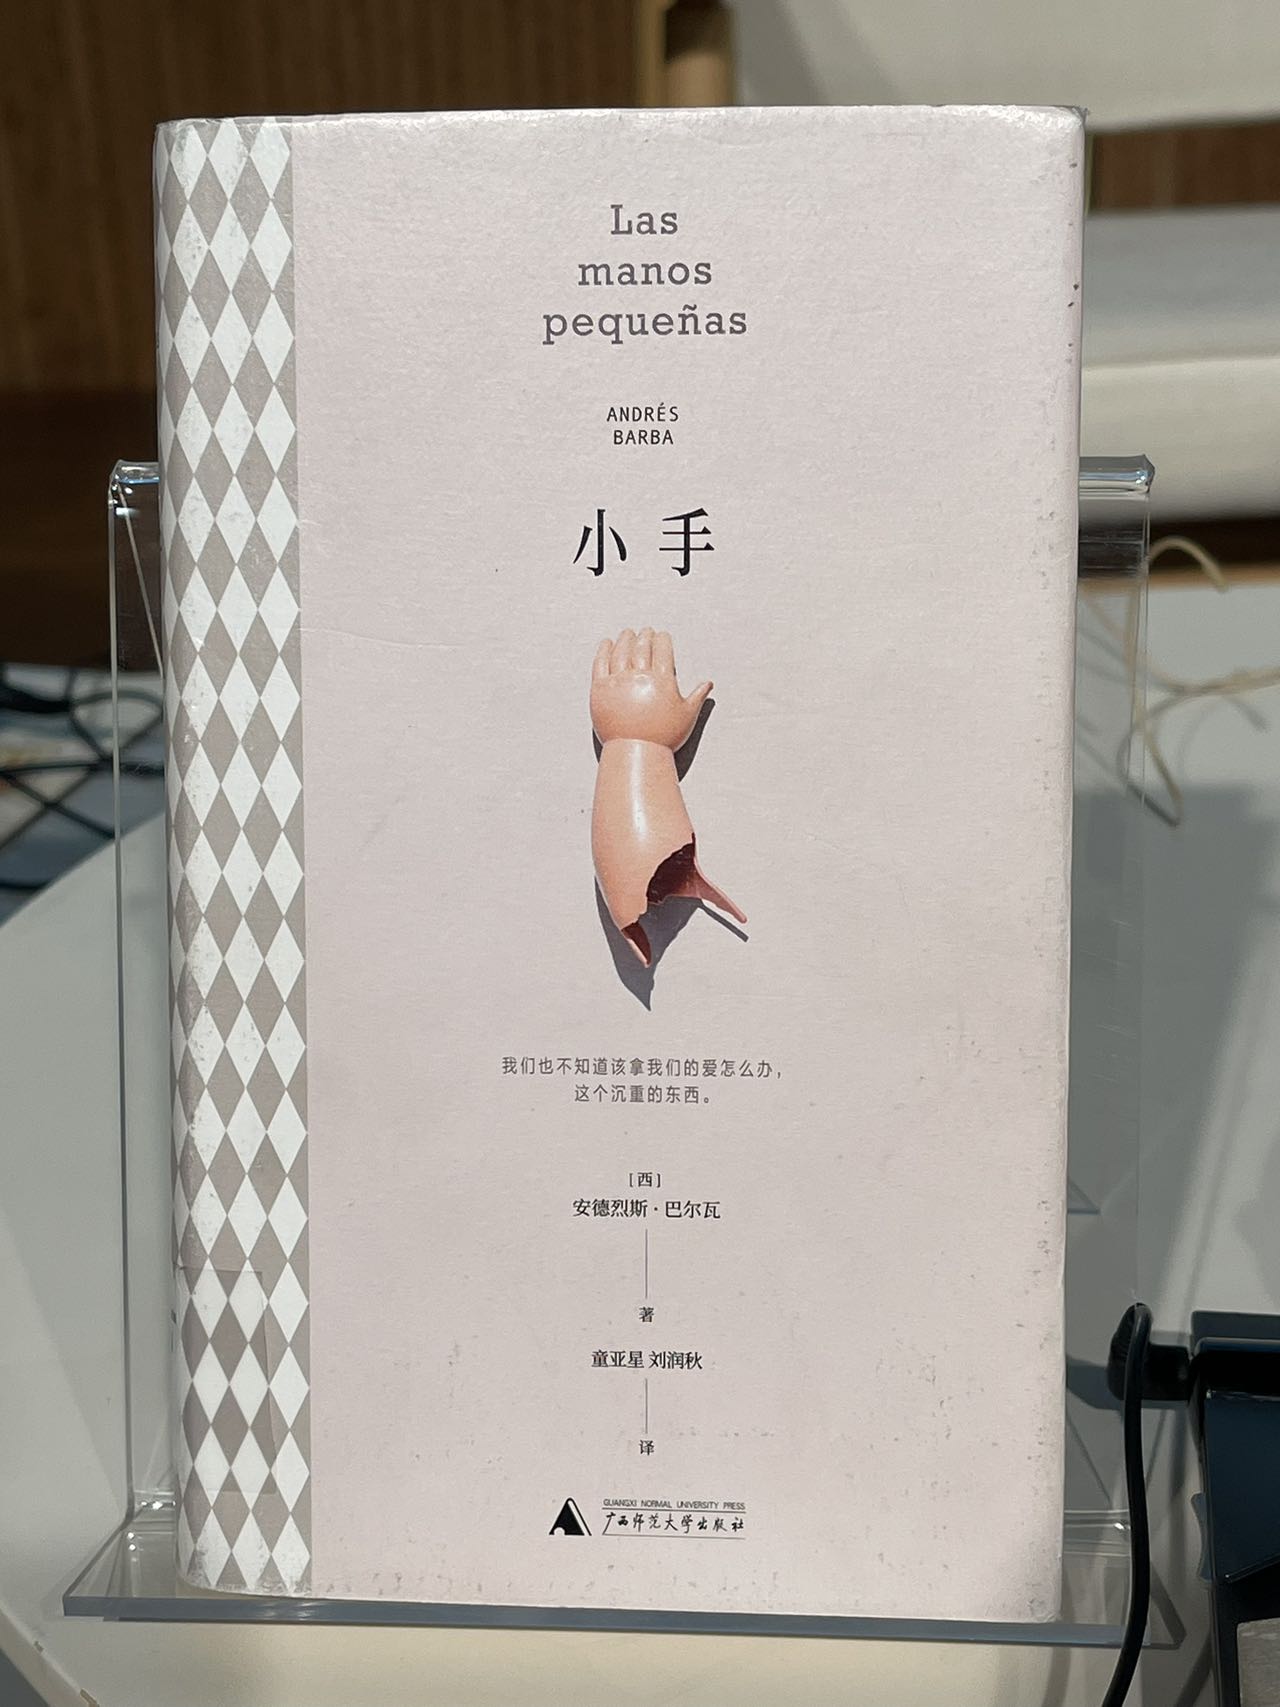 Las
manos
pequeñas
ANDRÉS
BARBA
小手
我们也不知道该拿我们的爱怎么办，
这个沉重的东西。
[西]
安德烈斯·巴尔瓦
著
童亚星 刘润秋
译
GUANGXI NORMAL UNIVERSITY PRESS
广西师范大学出版社